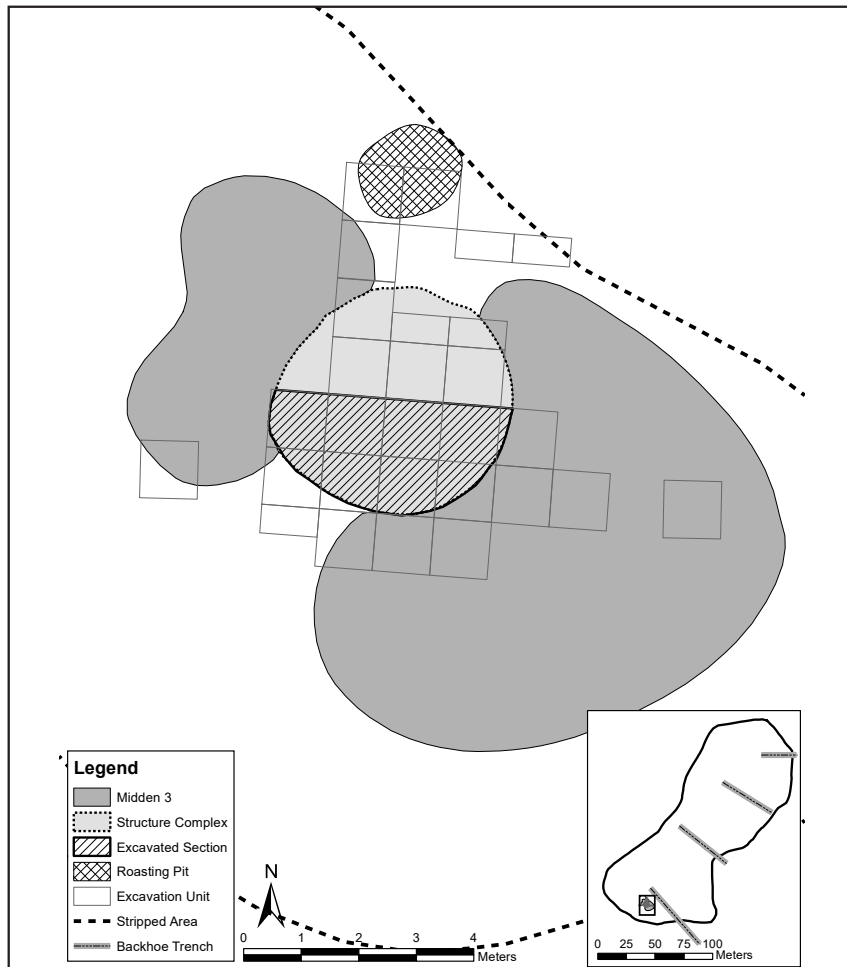 Legend
Midden 3
Structure Complex
Excavated Section
Roasting Pit
Excavation Unit
Stripped Area
Backhoe Trench
N
0 1 2 3 4
Meters
0 25 50 75 100
Meters